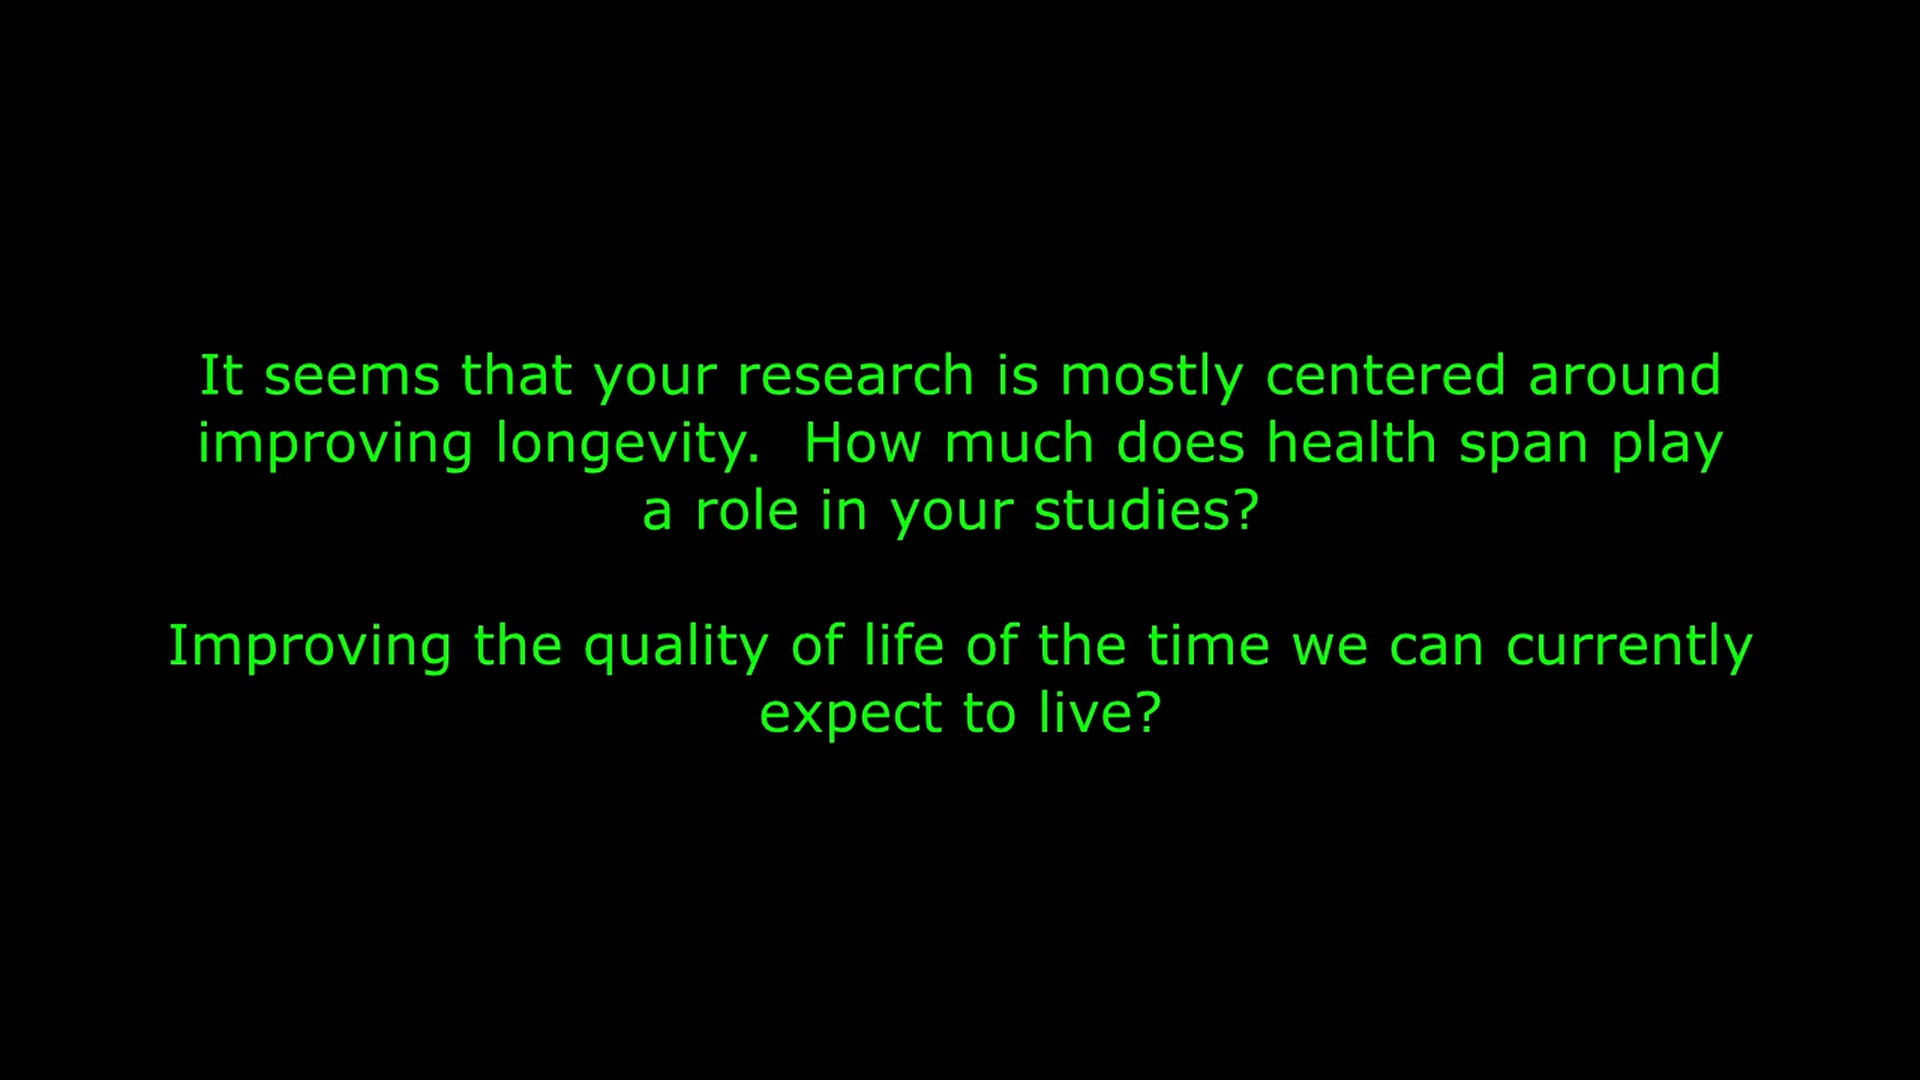 It seems that your research is mostly centered around
improving longevity.  How much does health span play
a role in your studies?
Improving the quality of life of the time we can currently
expect to live?